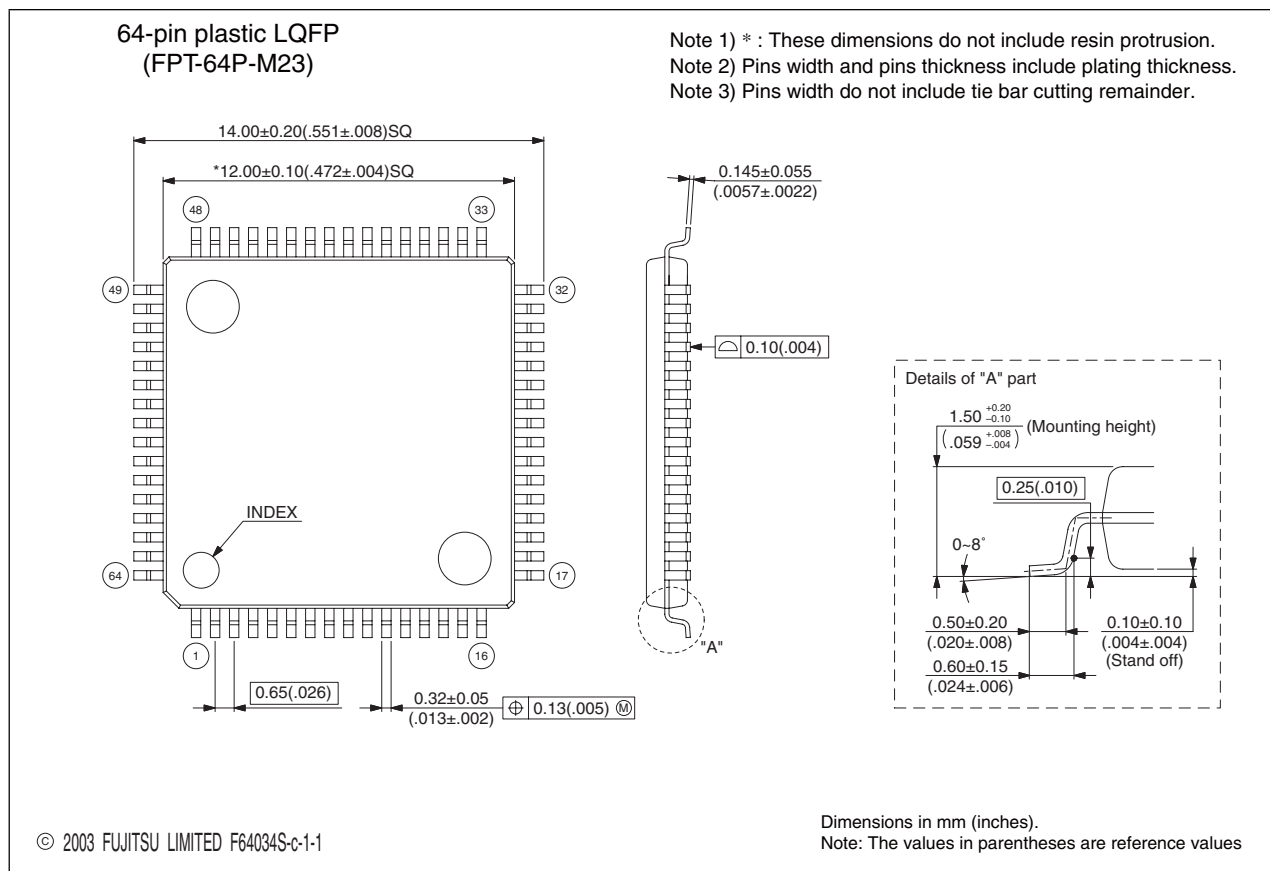 64-pin plastic LQFP
(FPT-64P-M23)
Note 1) * : These dimensions do not include resin protrusion.
Note 2) Pins width and pins thickness include plating thickness.
Note 3) Pins width do not include tie bar cutting remainder.
14.00±0.20(.551±.008)SQ
*12.00±0.10(.472±.004)SQ
0.145±0.055
(.0057±.0022)
48
33
49
32
0.10(.004)
INDEX
64
17
1
16
"A"
0.65(.026)
0.32±0.05
(.013±.002)
⌖ 0.13(.005) Ⓜ
Details of "A" part
1.50 +0.20 –0.10 (Mounting height)
(.059 +.008 –.004)
0.25(.010)
0~8°
0.50±0.20
(.020±.008)
0.60±0.15
(.024±.006)
0.10±0.10
(.004±.004)
(Stand off)
© 2003 FUJITSU LIMITED F64034S-c-1-1
Dimensions in mm (inches).
Note: The values in parentheses are reference values